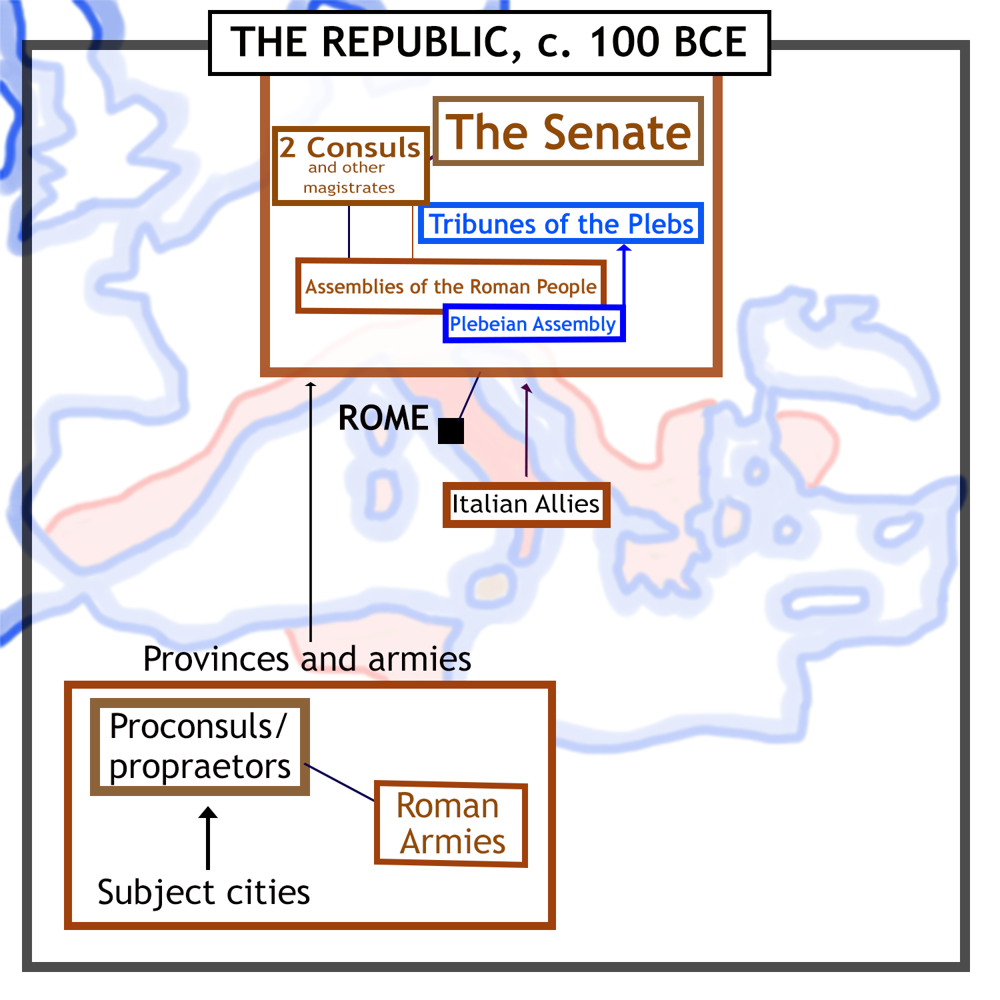 THE REPUBLIC, c. 100 BCE
The Senate
2 Consuls
and other
magistrates
Tribunes of the Plebs
Assemblies of the Roman People
Plebeian Assembly
ROME
Italian Allies
Provinces and armies
Proconsuls/
propraetors
Roman
Armies
Subject cities